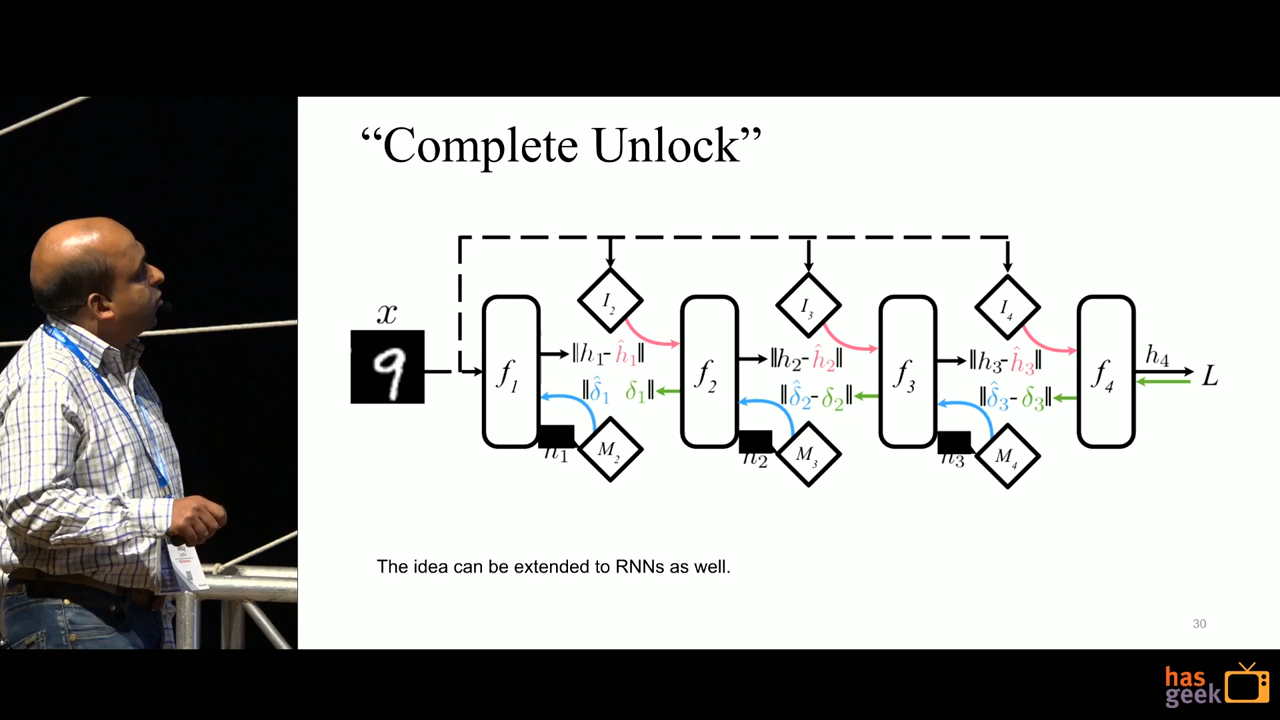 “Complete Unlock”
x
9
I₂ I₃ I₄
f₁ f₂ f₃ f₄
‖h₁-ĥ₁‖ ‖h₂-ĥ₂‖ ‖h₃-ĥ₃‖ h₄ L
‖δ̂₁ δ₁‖ ‖δ̂₂-δ₂‖ ‖δ̂₃-δ₃‖
h₁ M₂ h₂ M₃ h₃ M₄
The idea can be extended to RNNs as well.
30
has
geek